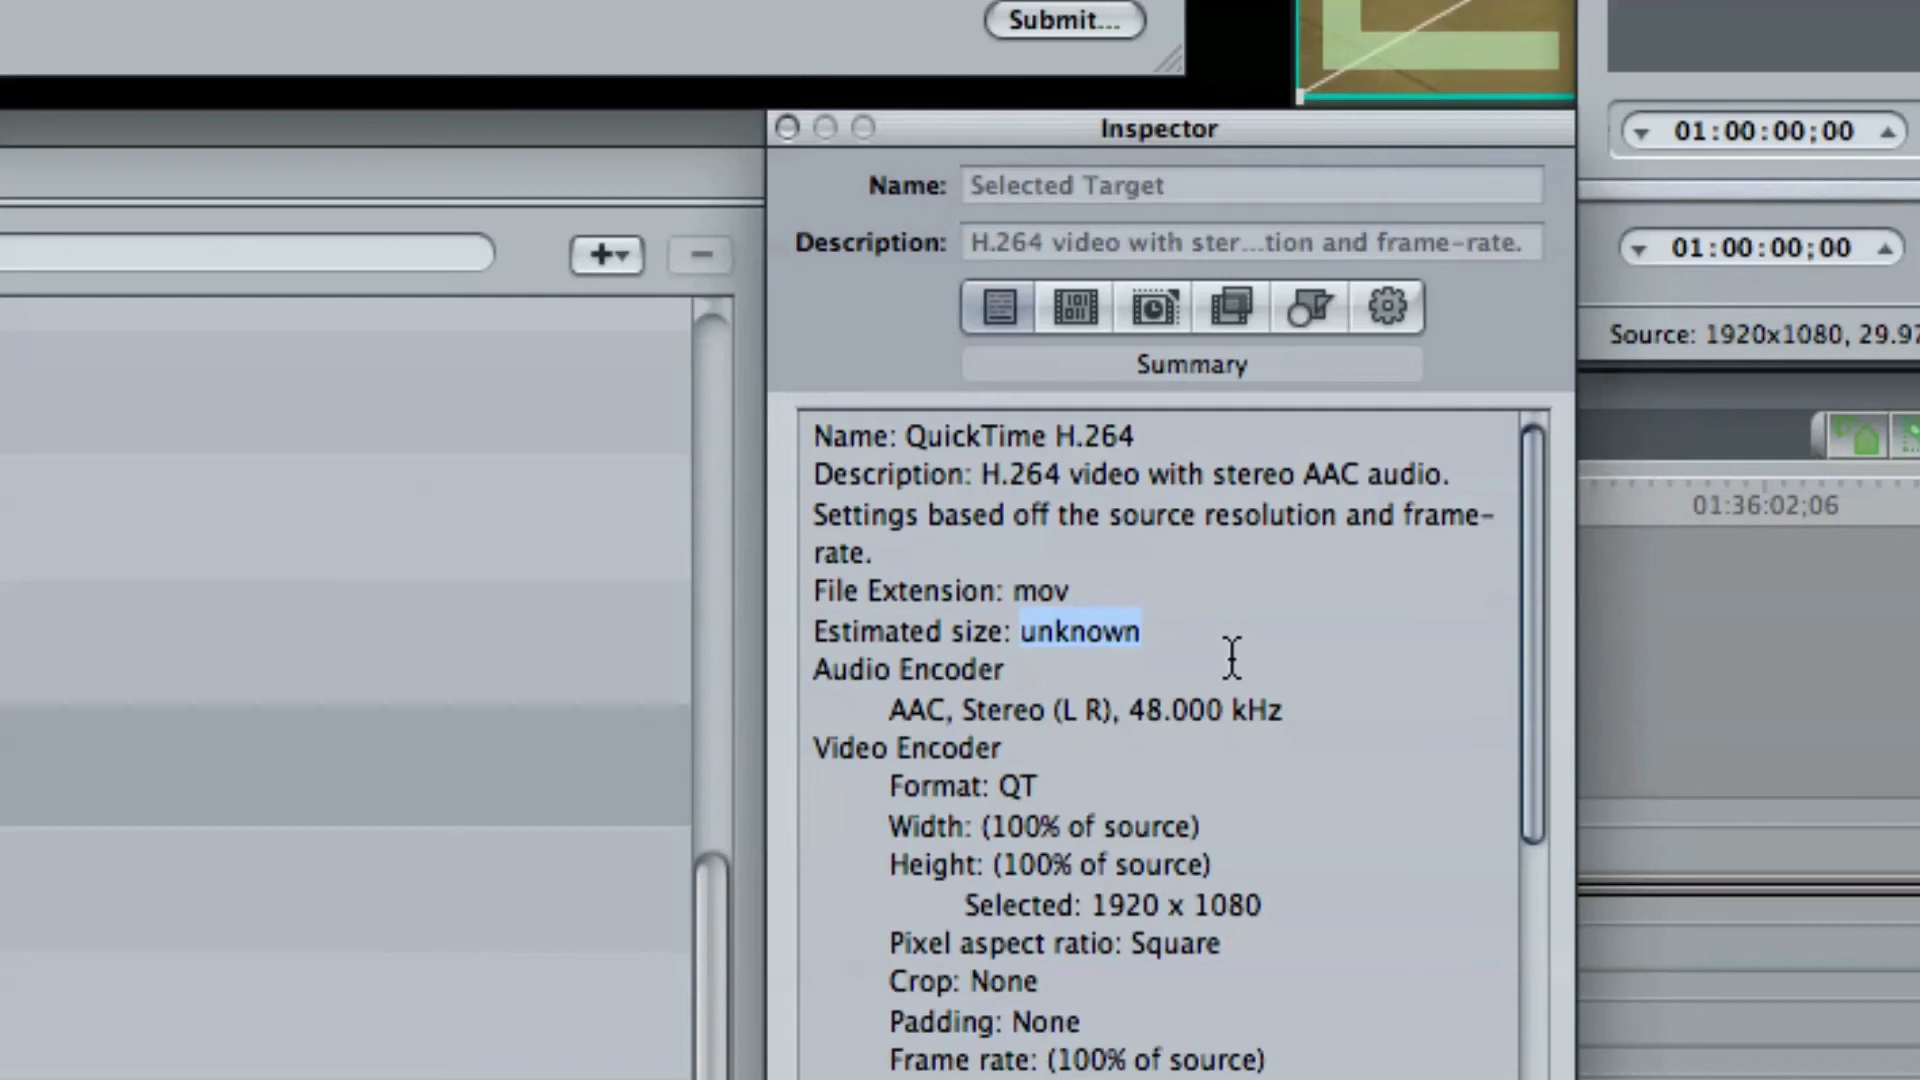 Submit...
Inspector
01:00:00;00
Name: Selected Target
Description: H.264 video with ster...tion and frame-rate.
01:00:00;00
Source: 1920x1080, 29.97
Summary
Name: QuickTime H.264
Description: H.264 video with stereo AAC audio.
Settings based off the source resolution and frame-
rate.
File Extension: mov
Estimated size: unknown
Audio Encoder
AAC, Stereo (L R), 48.000 kHz
Video Encoder
Format: QT
Width: (100% of source)
Height: (100% of source)
Selected: 1920 x 1080
Pixel aspect ratio: Square
Crop: None
Padding: None
Frame rate: (100% of source)
01:36:02;06